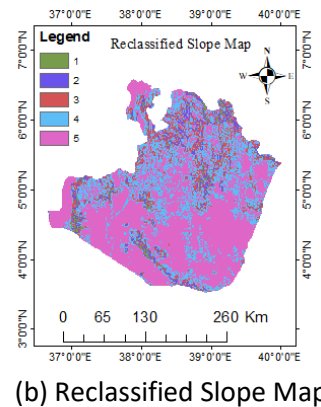 37°0'0"E 38°0'0"E 39°0'0"E 40°0'0"E
Legend
Reclassified Slope Map
1
2
3
4
5
N
W E
S
7°0'0"N
6°0'0"N
5°0'0"N
4°0'0"N
3°0'0"N
7°0'0"N
6°0'0"N
5°0'0"N
4°0'0"N
3°0'0"N
0 65 130 260 Km
37°0'0"E 38°0'0"E 39°0'0"E 40°0'0"E
(b) Reclassified Slope Map